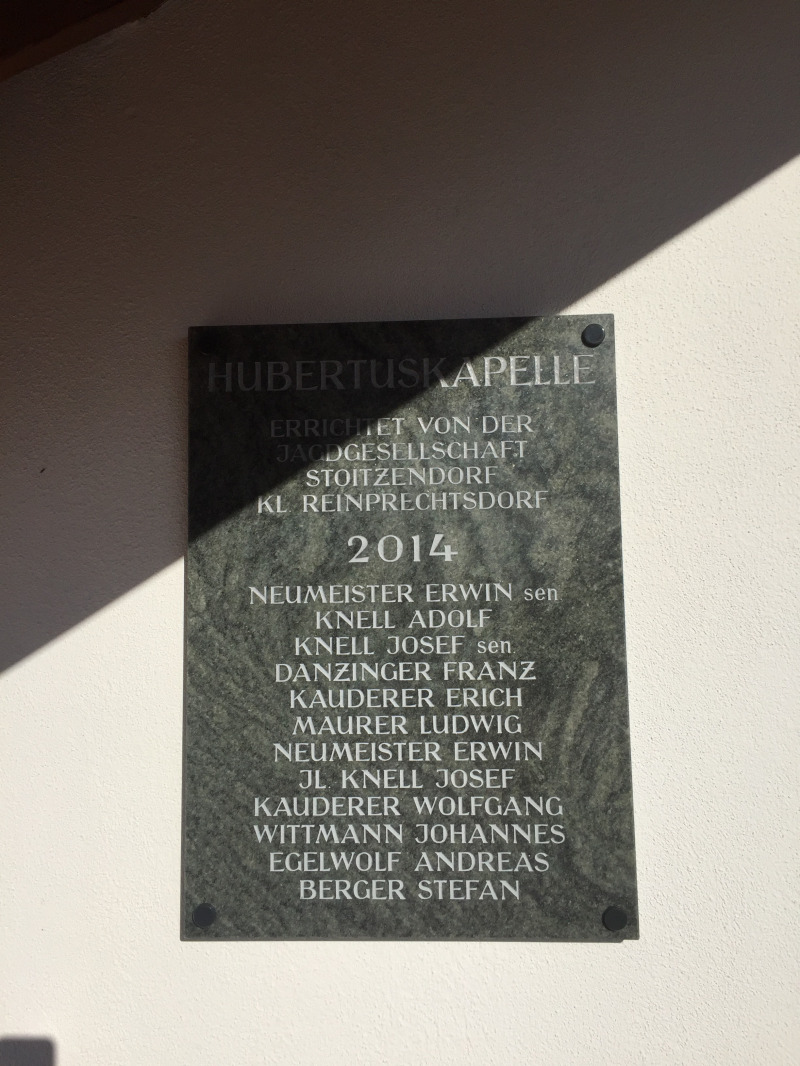 HUBERTUSKAPELLE
ERRICHTET VON DER
JAGDGESELLSCHAFT
STOITZENDORF
KL REINPRECHTSDORF
2014
NEUMEISTER ERWIN sen
KNELL ADOLF
KNELL JOSEF sen
DANZINGER FRANZ
KAUDERER ERICH
MAURER LUDWIG
NEUMEISTER ERWIN
JL KNELL JOSEF
KAUDERER WOLFGANG
WITTMANN JOHANNES
EGELWOLF ANDREAS
BERGER STEFAN